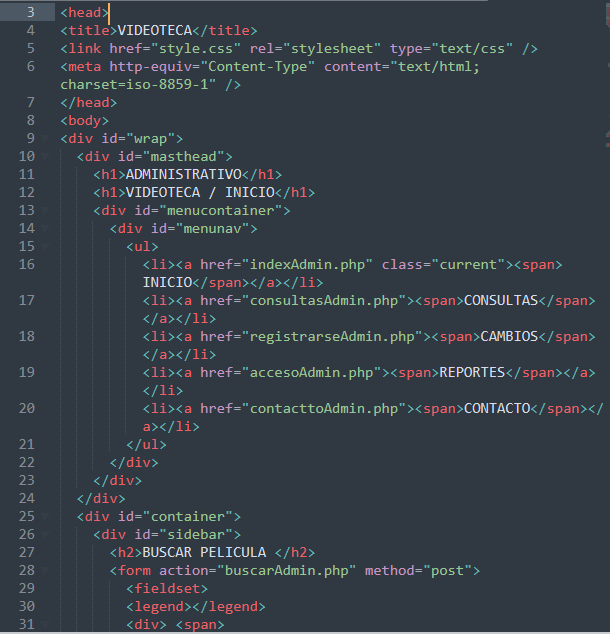 3 <head>
4 <title>VIDEOTECA</title>
5 <link href="style.css" rel="stylesheet" type="text/css" />
6 <meta http-equiv="Content-Type" content="text/html;
charset=iso-8859-1" />
7 </head>
8 <body>
9 <div id="wrap">
10 <div id="masthead">
11 <h1>ADMINISTRATIVO</h1>
12 <h1>VIDEOTECA / INICIO</h1>
13 <div id="menucontainer">
14 <div id="menunav">
15 <ul>
16 <li><a href="indexAdmin.php" class="current"><span>
INICIO</span></a></li>
17 <li><a href="consultasAdmin.php"><span>CONSULTAS</span>
</a></li>
18 <li><a href="registrarseAdmin.php"><span>CAMBIOS</span>
</a></li>
19 <li><a href="accesoAdmin.php"><span>REPORTES</span></a>
</li>
20 <li><a href="contacttoAdmin.php"><span>CONTACTO</span></
a></li>
21 </ul>
22 </div>
23 </div>
24 </div>
25 <div id="container">
26 <div id="sidebar">
27 <h2>BUSCAR PELICULA </h2>
28 <form action="buscarAdmin.php" method="post">
29 <fieldset>
30 <legend></legend>
31 <div> <span>